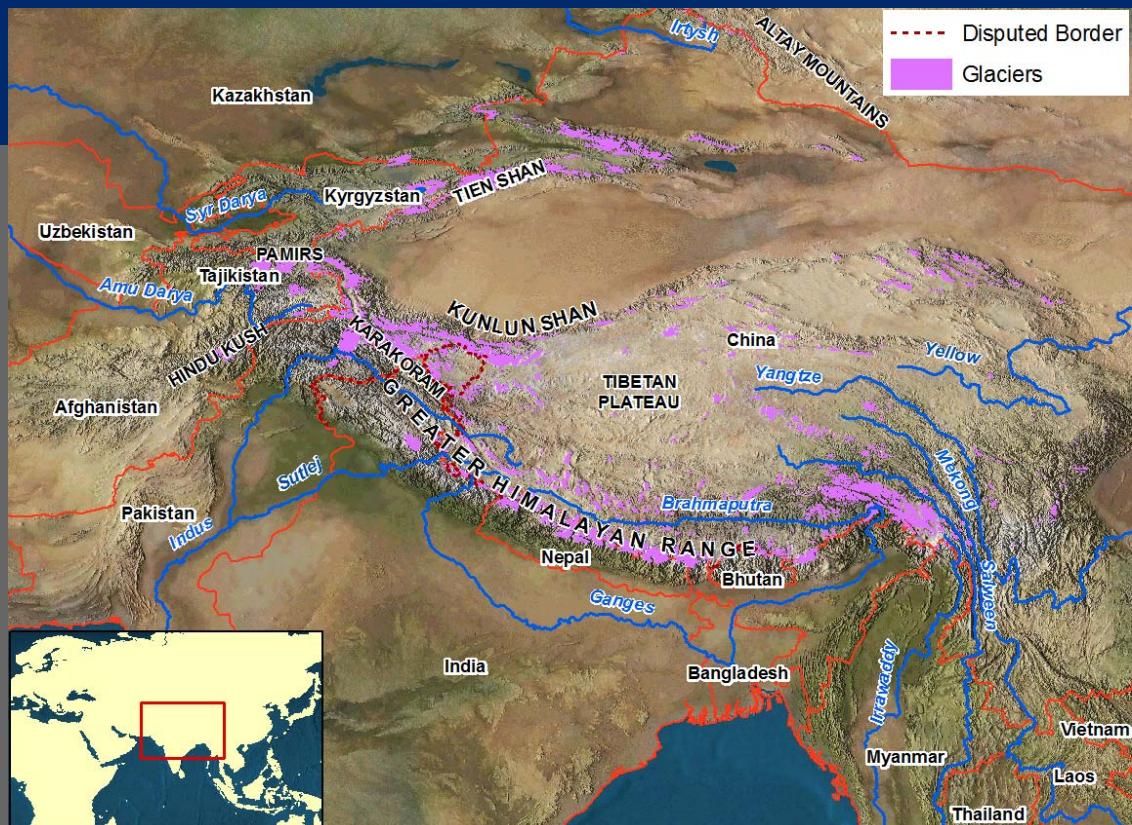 Irtysh
ALTAY MOUNTAINS
Disputed Border
Glaciers
Kazakhstan
TIEN SHAN
Kyrgyzstan
Syr Darya
Uzbekistan
PAMIRS
Tajikistan
Amu Darya
KUNLUN SHAN
HINDU KUSH
KARAKORAM
China
Yellow
Yangtze
TIBETAN
PLATEAU
Afghanistan
GREATER HIMALAYAN RANGE
Mekong
Sutlej
Brahmaputra
Pakistan
Indus
Nepal
Bhutan
Salween
Ganges
India
Bangladesh
Irrawaddy
Vietnam
Myanmar
Laos
Thailand